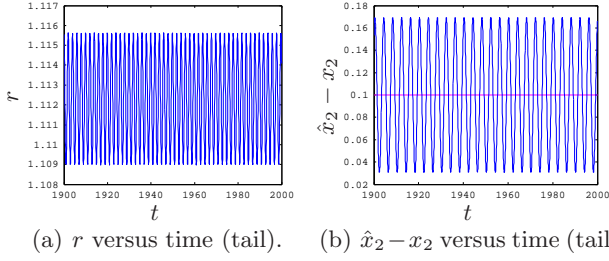 1.117
1.116
1.115
1.114
1.113
1.112
1.111
1.11
1.109
1.108
r
1900 1920 1940 1960 1980 2000
t
(a) r versus time (tail).
0.18
0.16
0.14
0.12
0.1
0.08
0.06
0.04
0.02
x̂₂ − x₂
1900 1920 1940 1960 1980 2000
t
(b) x̂₂−x₂ versus time (tail